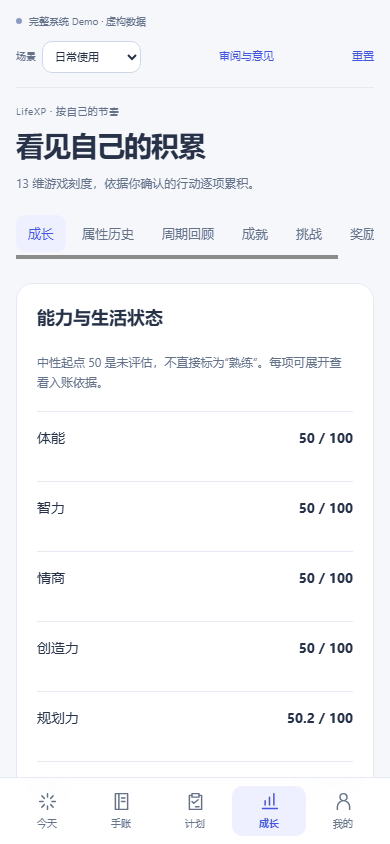 完整系统 Demo · 虚构数据
场景
日常使用
审阅与意见
重置
LifeXP · 按自己的节奏
看见自己的积累
13 维游戏刻度，依据你确认的行动逐项累积。
成长
属性历史
周期回顾
成就
挑战
奖励
能力与生活状态
中性起点 50 是未评估，不直接标为“熟练”。每项可展开查
看入账依据。
体能 50 / 100
智力 50 / 100
情商 50 / 100
创造力 50 / 100
规划力 50.2 / 100
今天
手账
计划
成长
我的